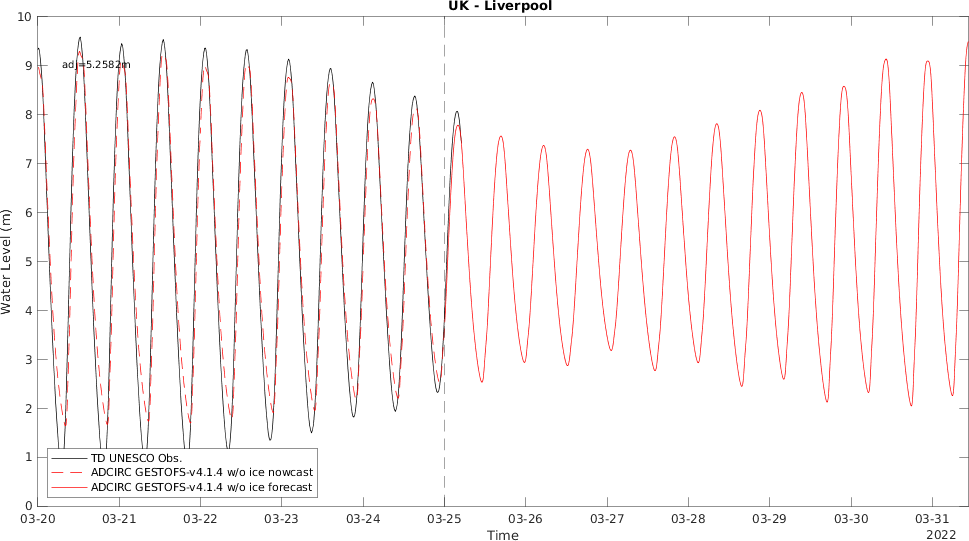 UK - Liverpool
10
9
8
7
6
5
4
3
2
1
0
Water Level (m)
adj=5.2582m
TD UNESCO Obs.
ADCIRC GESTOFS-v4.1.4 w/o ice nowcast
ADCIRC GESTOFS-v4.1.4 w/o ice forecast
03-20 03-21 03-22 03-23 03-24 03-25 03-26 03-27 03-28 03-29 03-30 03-31
Time
2022